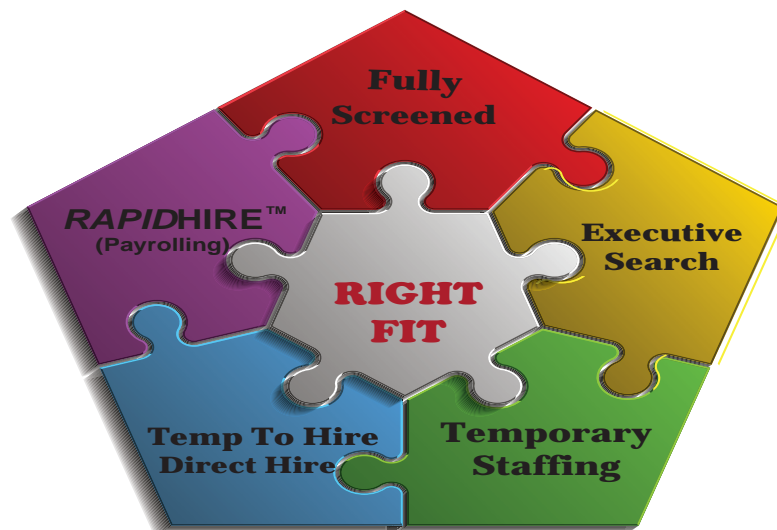 Fully
Screened
RAPIDHIRE™
(Payrolling)
Executive
Search
RIGHT
FIT
Temp To Hire
Direct Hire
Temporary
Staffing